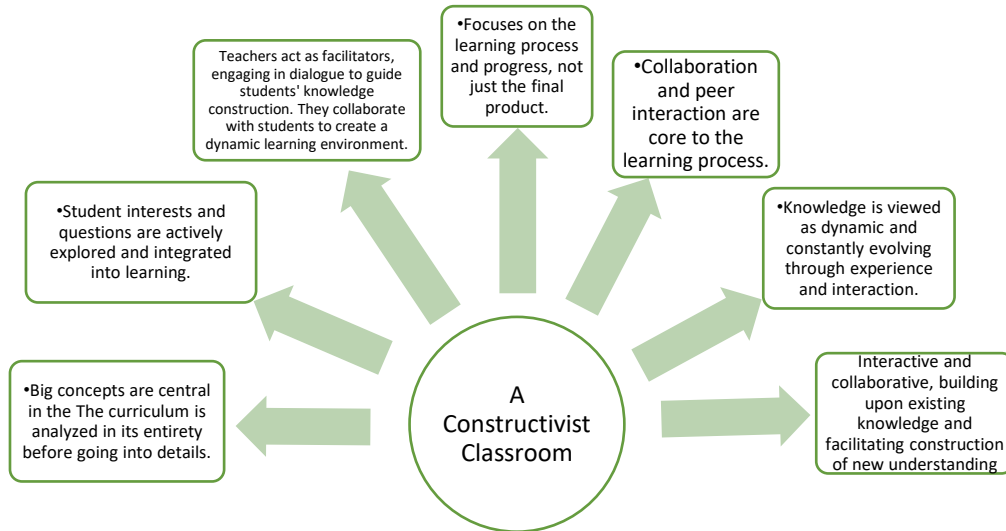 •Big concepts are central
in the The curriculum is
analyzed in its entirety
before going into details.
•Student interests and
questions are actively
explored and integrated
into learning.
Teachers act as facilitators,
engaging in dialogue to guide
students' knowledge
construction. They collaborate
with students to create a
dynamic learning environment.
•Focuses on the
learning process
and progress, not
just the final
product.
•Collaboration
and peer
interaction are
core to the
learning process.
•Knowledge is viewed
as dynamic and
constantly evolving
through experience
and interaction.
Interactive and
collaborative, building
upon existing
knowledge and
facilitating construction
of new understanding
A
Constructivist
Classroom